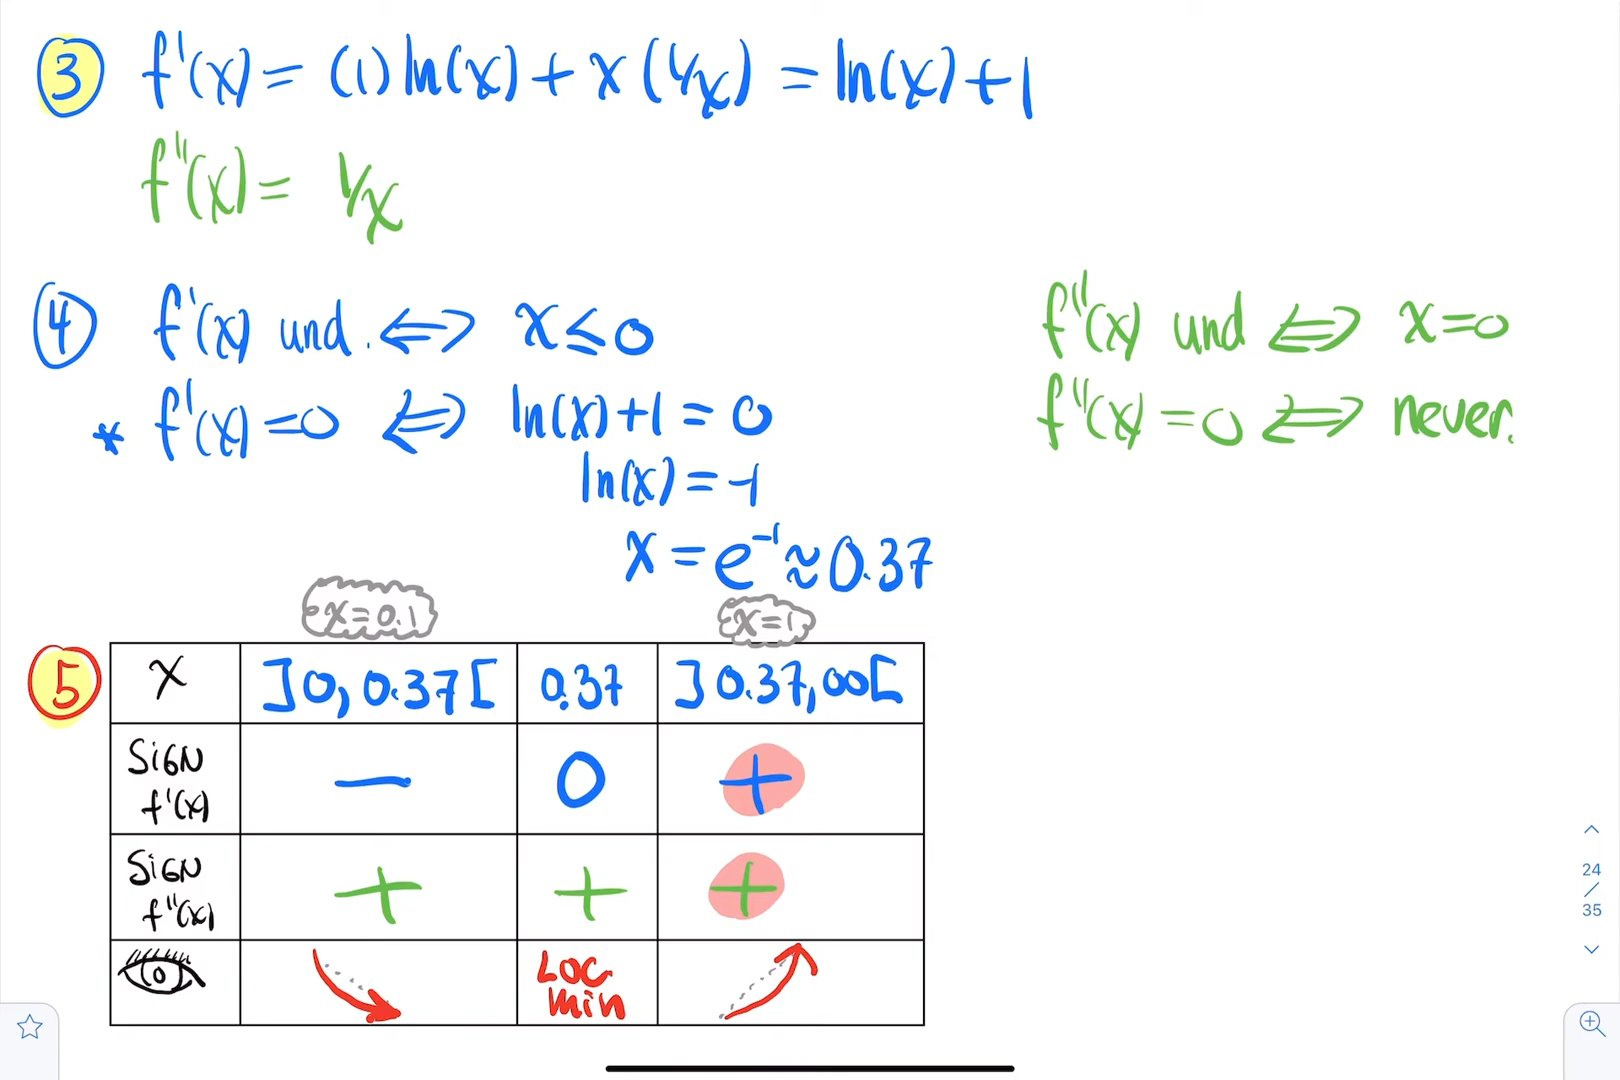 ③ f'(x) = (1) ln(x) + x (1/x) = ln(x) + 1
f''(x) = 1/x
④ f'(x) und. ⟺ x ≤ 0
f''(x) und ⟺ x=0
* f'(x) = 0 ⟺ ln(x)+1 = 0
f''(x) = 0 ⟺ never.
ln(x) = -1
x = e⁻¹ ≈ 0.37
x=0.1
x=1
⑤ x ]0, 0.37[ 0.37 ]0.37, ∞[
SIGN f'(x) − 0 +
SIGN f''(x) + + +
LOC min
24
/
35